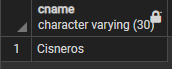 cname
character varying (30)
1 Cisneros